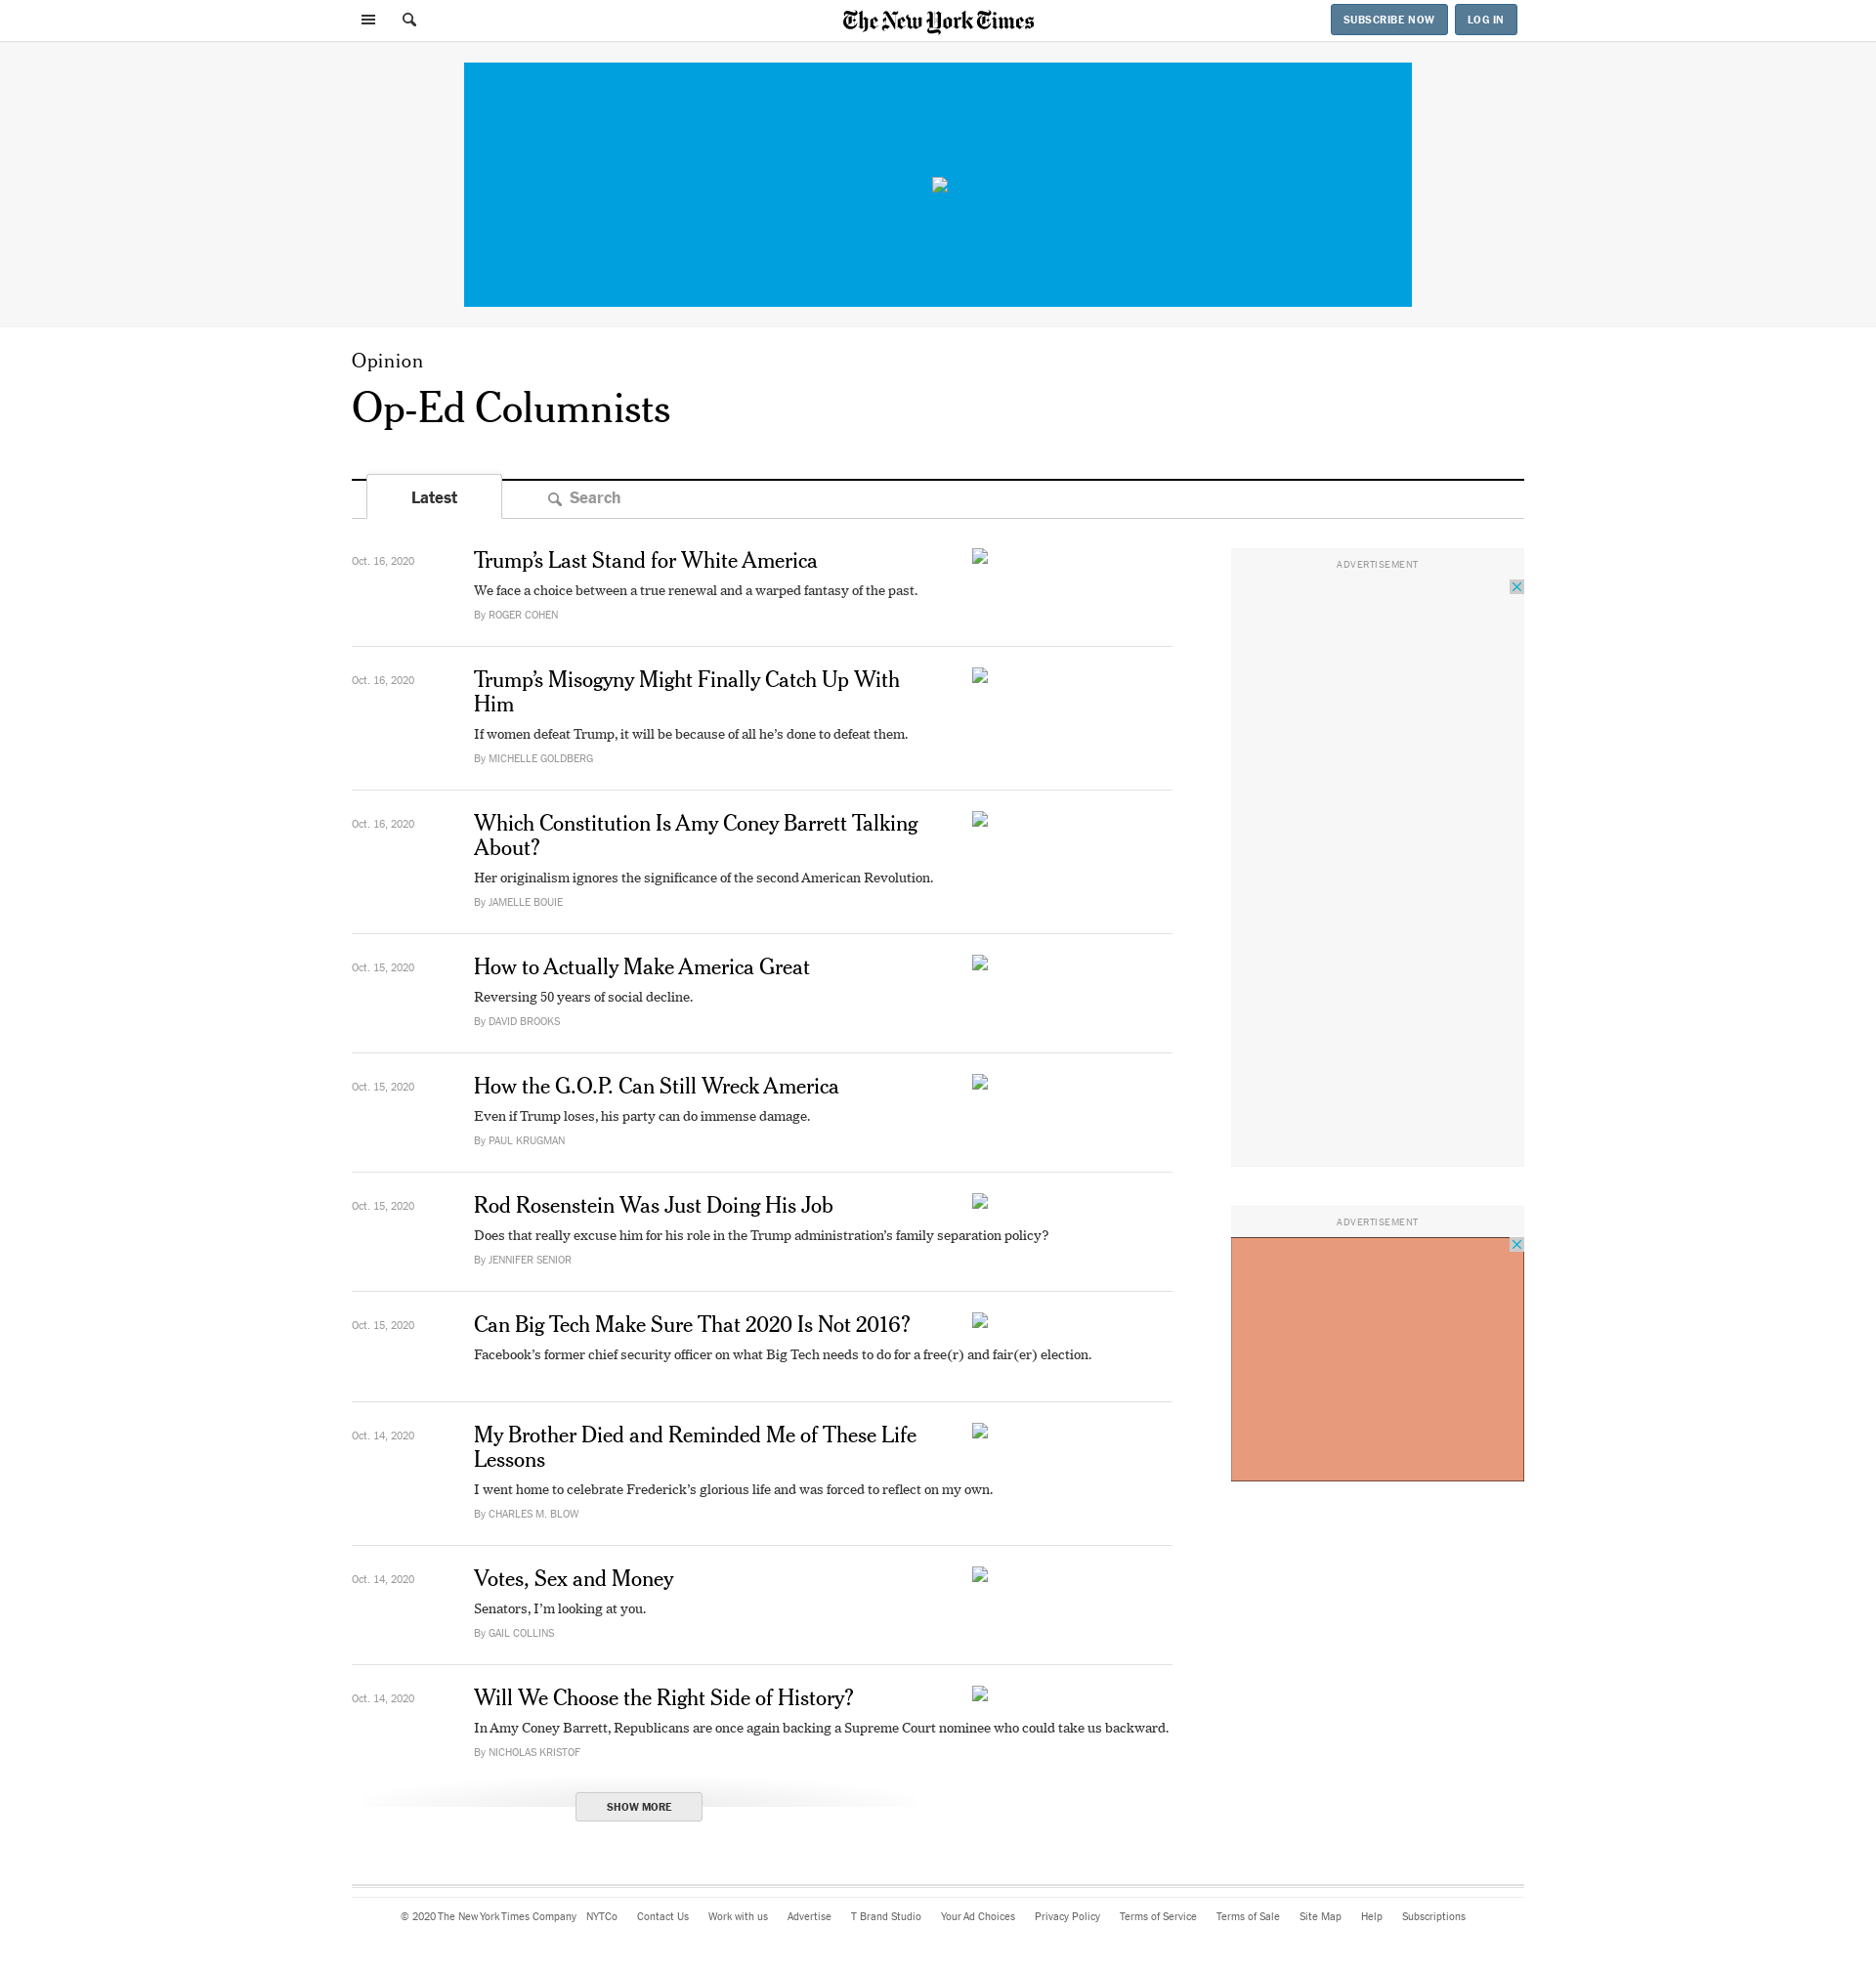 The New York Times
SUBSCRIBE NOW
LOG IN
Opinion
Op-Ed Columnists
Latest
Search
Oct. 16, 2020
Trump’s Last Stand for White America
We face a choice between a true renewal and a warped fantasy of the past.
By ROGER COHEN
Oct. 16, 2020
Trump’s Misogyny Might Finally Catch Up With
Him
If women defeat Trump, it will be because of all he’s done to defeat them.
By MICHELLE GOLDBERG
Oct. 16, 2020
Which Constitution Is Amy Coney Barrett Talking
About?
Her originalism ignores the significance of the second American Revolution.
By JAMELLE BOUIE
Oct. 15, 2020
How to Actually Make America Great
Reversing 50 years of social decline.
By DAVID BROOKS
Oct. 15, 2020
How the G.O.P. Can Still Wreck America
Even if Trump loses, his party can do immense damage.
By PAUL KRUGMAN
Oct. 15, 2020
Rod Rosenstein Was Just Doing His Job
Does that really excuse him for his role in the Trump administration’s family separation policy?
By JENNIFER SENIOR
Oct. 15, 2020
Can Big Tech Make Sure That 2020 Is Not 2016?
Facebook’s former chief security officer on what Big Tech needs to do for a free(r) and fair(er) election.
Oct. 14, 2020
My Brother Died and Reminded Me of These Life
Lessons
I went home to celebrate Frederick’s glorious life and was forced to reflect on my own.
By CHARLES M. BLOW
Oct. 14, 2020
Votes, Sex and Money
Senators, I’m looking at you.
By GAIL COLLINS
Oct. 14, 2020
Will We Choose the Right Side of History?
In Amy Coney Barrett, Republicans are once again backing a Supreme Court nominee who could take us backward.
By NICHOLAS KRISTOF
SHOW MORE
ADVERTISEMENT
ADVERTISEMENT
© 2020 The New York Times Company NYTCo Contact Us Work with us Advertise T Brand Studio Your Ad Choices Privacy Policy Terms of Service Terms of Sale Site Map Help Subscriptions